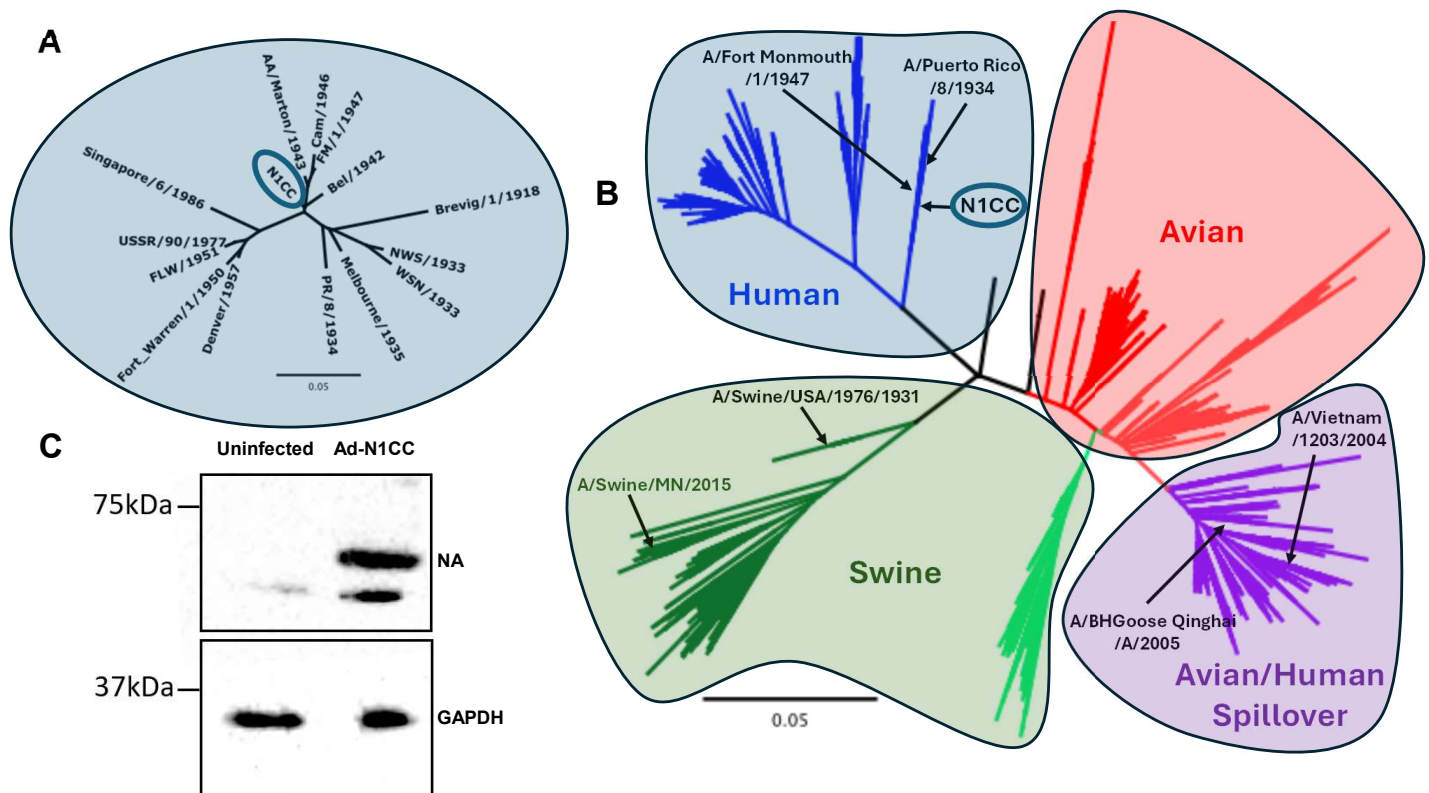 A
AA/Marton/1943
Cam/1946
FM/1/1947
Bel/1942
N1CC
Singapore/6/1986
Brevig/1/1918
USSR/90/1977
FLW/1951
Fort_Warren/1/1950
Denver/1957
PR/8/1934
Melbourne/1935
NWS/1933
WSN/1933
0.05
B
A/Fort Monmouth
/1/1947
A/Puerto Rico
/8/1934
N1CC
Human
Avian
A/Swine/USA/1976/1931
A/Swine/MN/2015
Swine
A/Vietnam
/1203/2004
A/BHGoose Qinghai
/A/2005
Avian/Human
Spillover
0.05
C
Uninfected
Ad-N1CC
75kDa
NA
37kDa
GAPDH